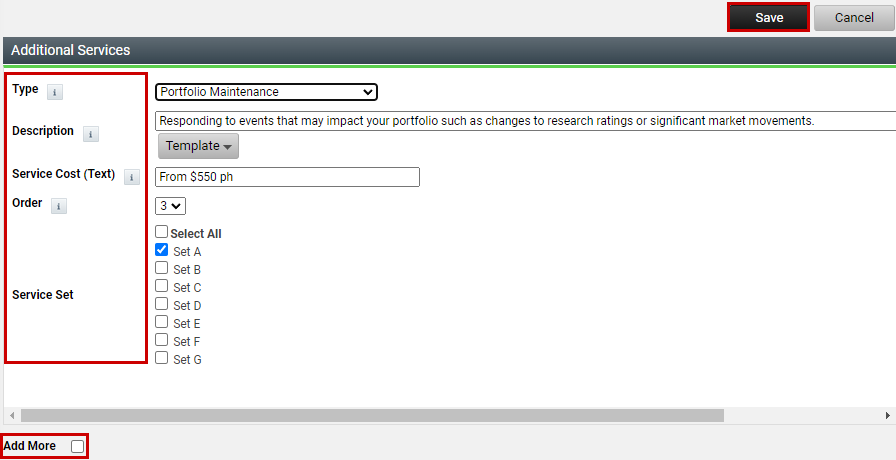 Save Cancel
Additional Services
Type i Portfolio Maintenance
Description i Responding to events that may impact your portfolio such as changes to research ratings or significant market movements.
Template
Service Cost (Text) i From $550 ph
Order i 3
Select All
Set A
Set B
Set C
Service Set
Set D
Set E
Set F
Set G
Add More